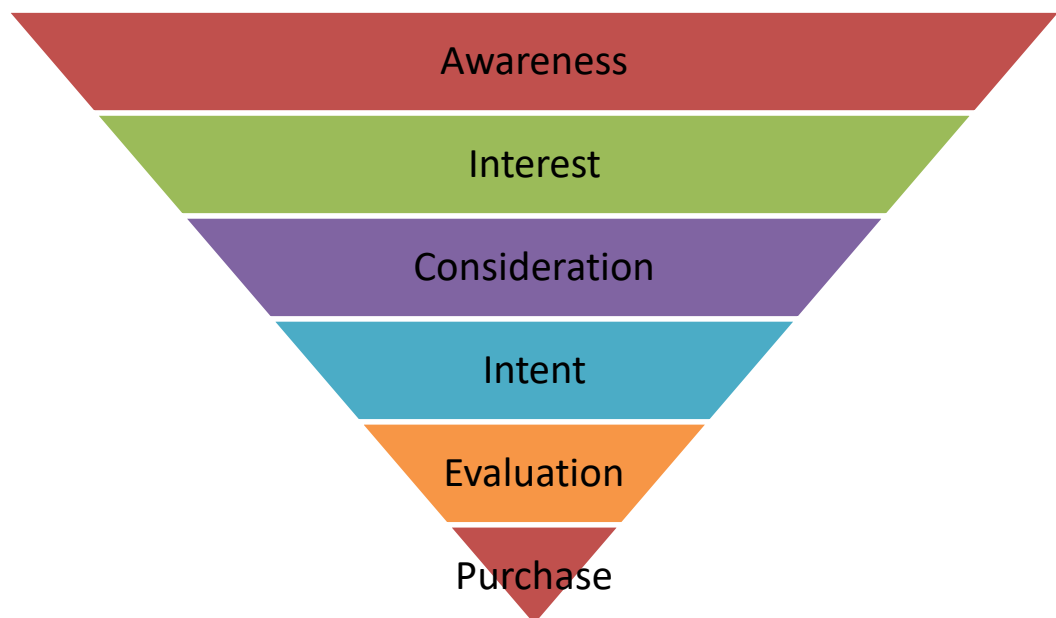 Awareness
Interest
Consideration
Intent
Evaluation
Purchase